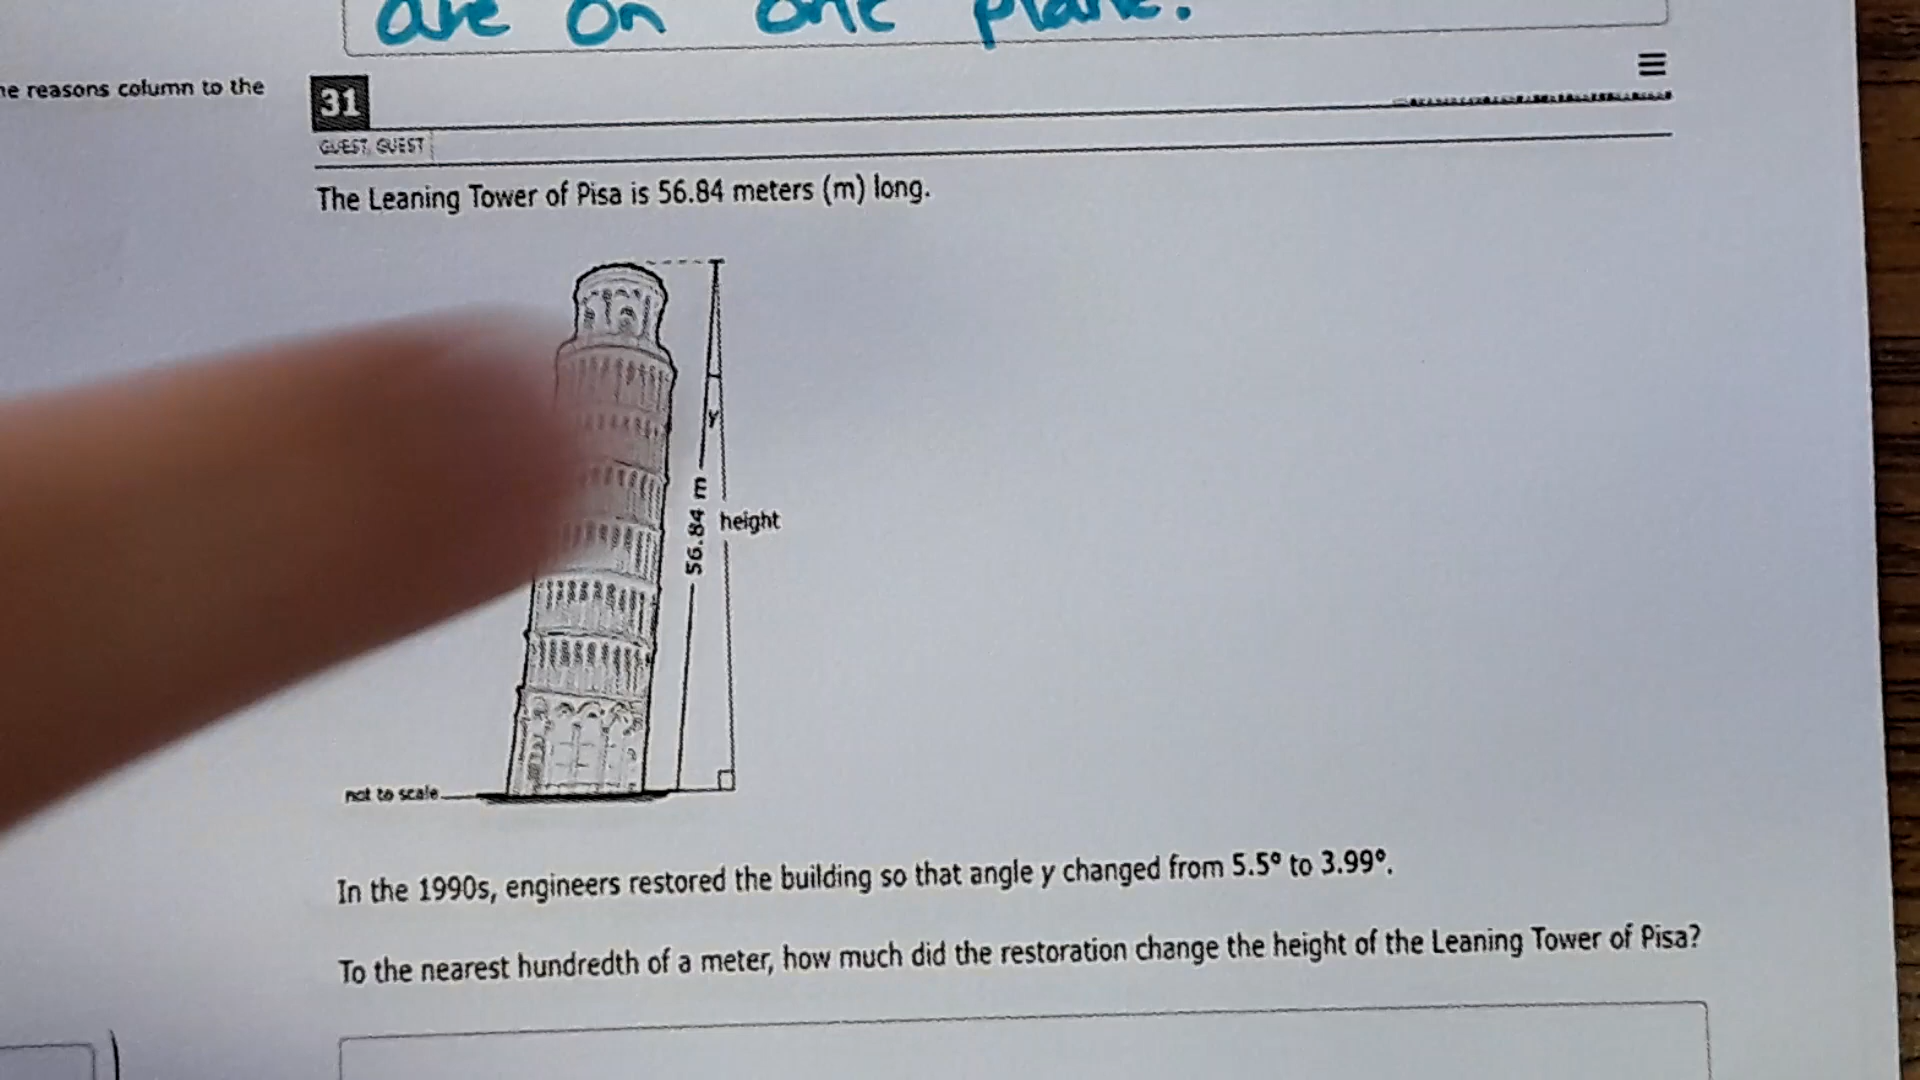 are on one plane.
he reasons column to the
31
GUEST, GUEST
The Leaning Tower of Pisa is 56.84 meters (m) long.
y
56.84 m
height
not to scale
In the 1990s, engineers restored the building so that angle y changed from 5.5° to 3.99°.
To the nearest hundredth of a meter, how much did the restoration change the height of the Leaning Tower of Pisa?